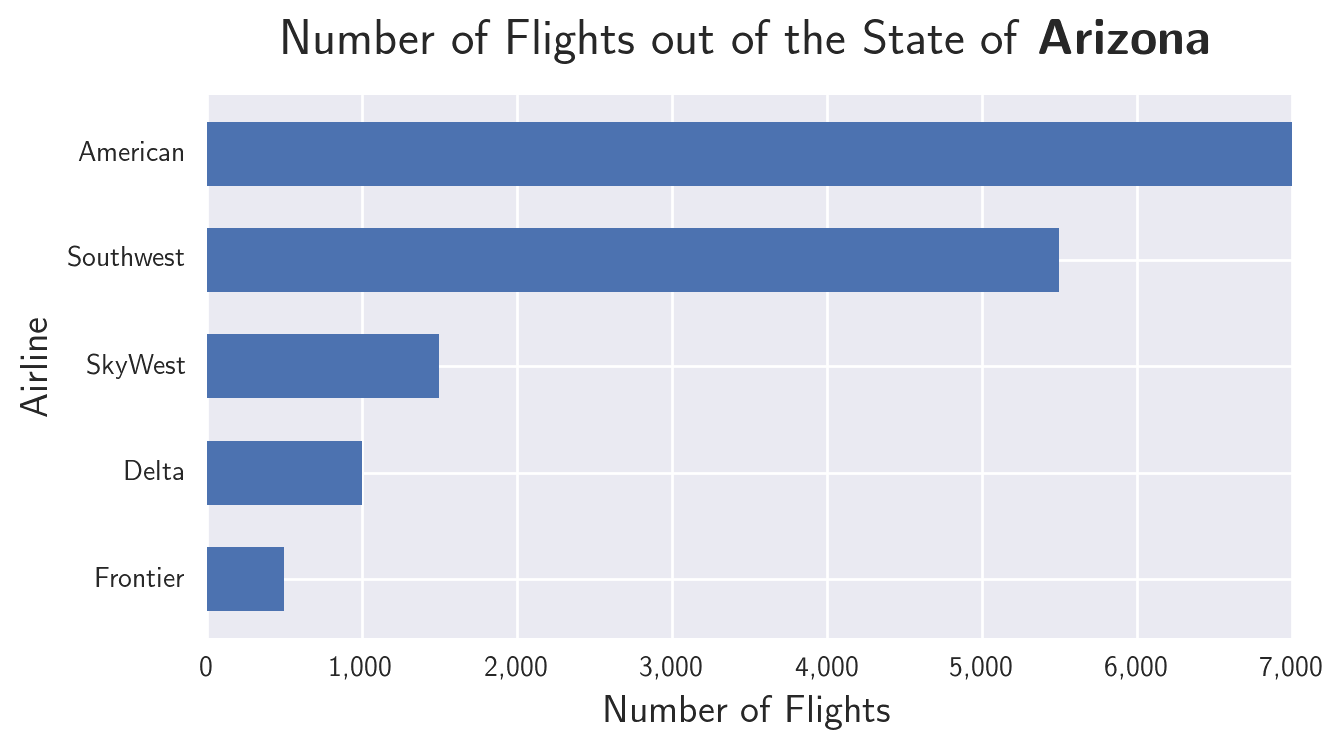 Number of Flights out of the State of Arizona
American
Southwest
SkyWest
Delta
Frontier
Airline
0 1,000 2,000 3,000 4,000 5,000 6,000 7,000
Number of Flights